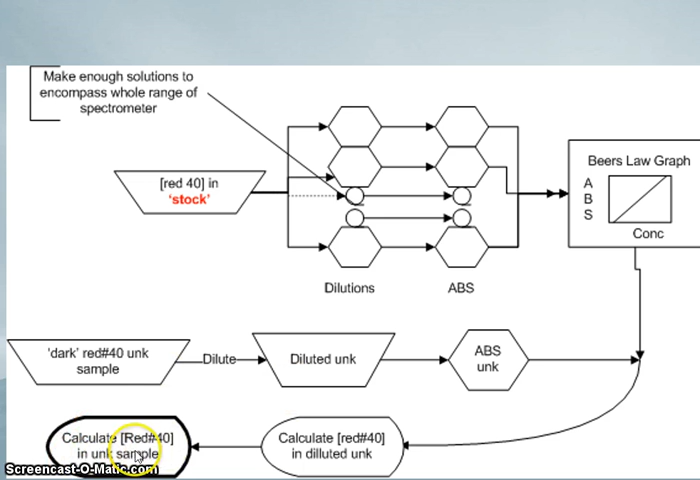 Make enough solutions to
encompass whole range of
spectrometer
[red 40] in
'stock'
Beers Law Graph
A
B
S
Conc
Dilutions
ABS
'dark' red#40 unk
sample
Dilute
Diluted unk
ABS
unk
Calculate [Red#40]
in unk sample
Calculate [red#40]
in dilluted unk
Screencast-O-Matic.com